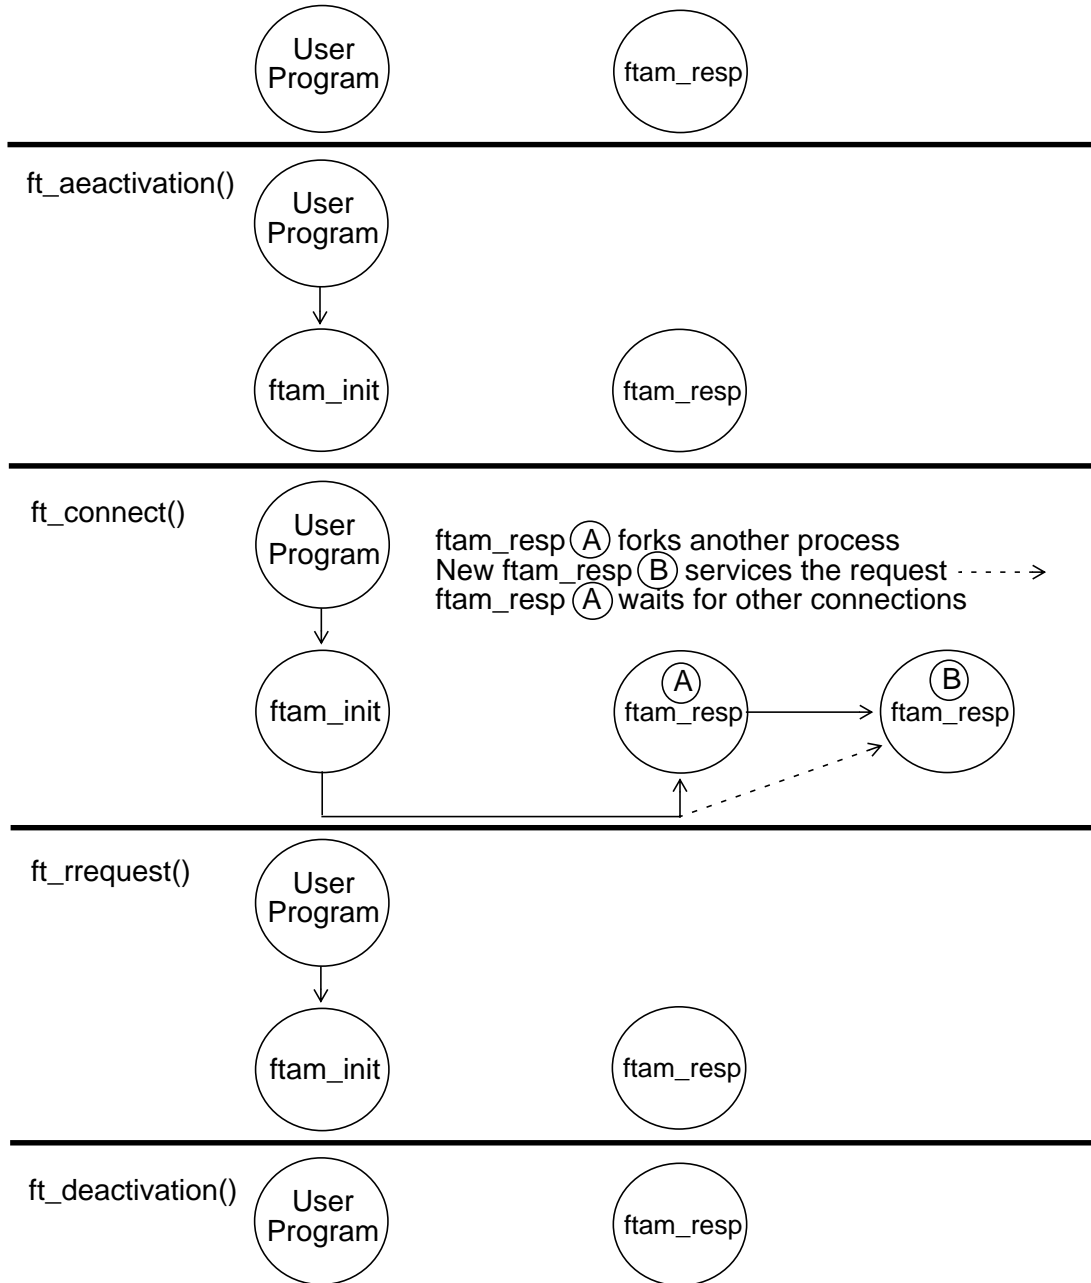 User
Program
ftam_resp
ft_aeactivation()
User
Program
ftam_init
ftam_resp
ft_connect()
User
Program
ftam_resp A forks another process
New ftam_resp B services the request
ftam_resp A waits for other connections
ftam_init
A
ftam_resp
B
ftam_resp
ft_rrequest()
User
Program
ftam_init
ftam_resp
ft_deactivation()
User
Program
ftam_resp